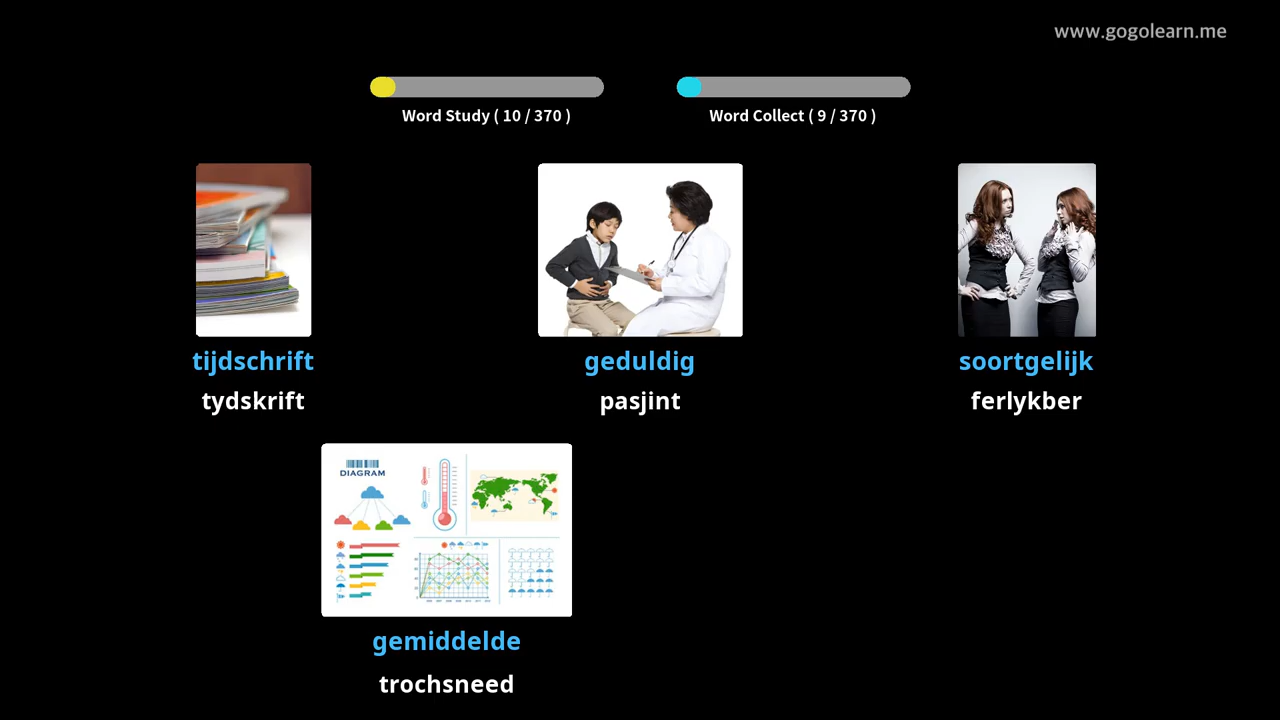 www.gogolearn.me
Word Study ( 10 / 370 )
Word Collect ( 9 / 370 )
tijdschrift
tydskrift
geduldig
pasjint
soortgelijk
ferlykber
DIAGRAM
gemiddelde
trochsneed